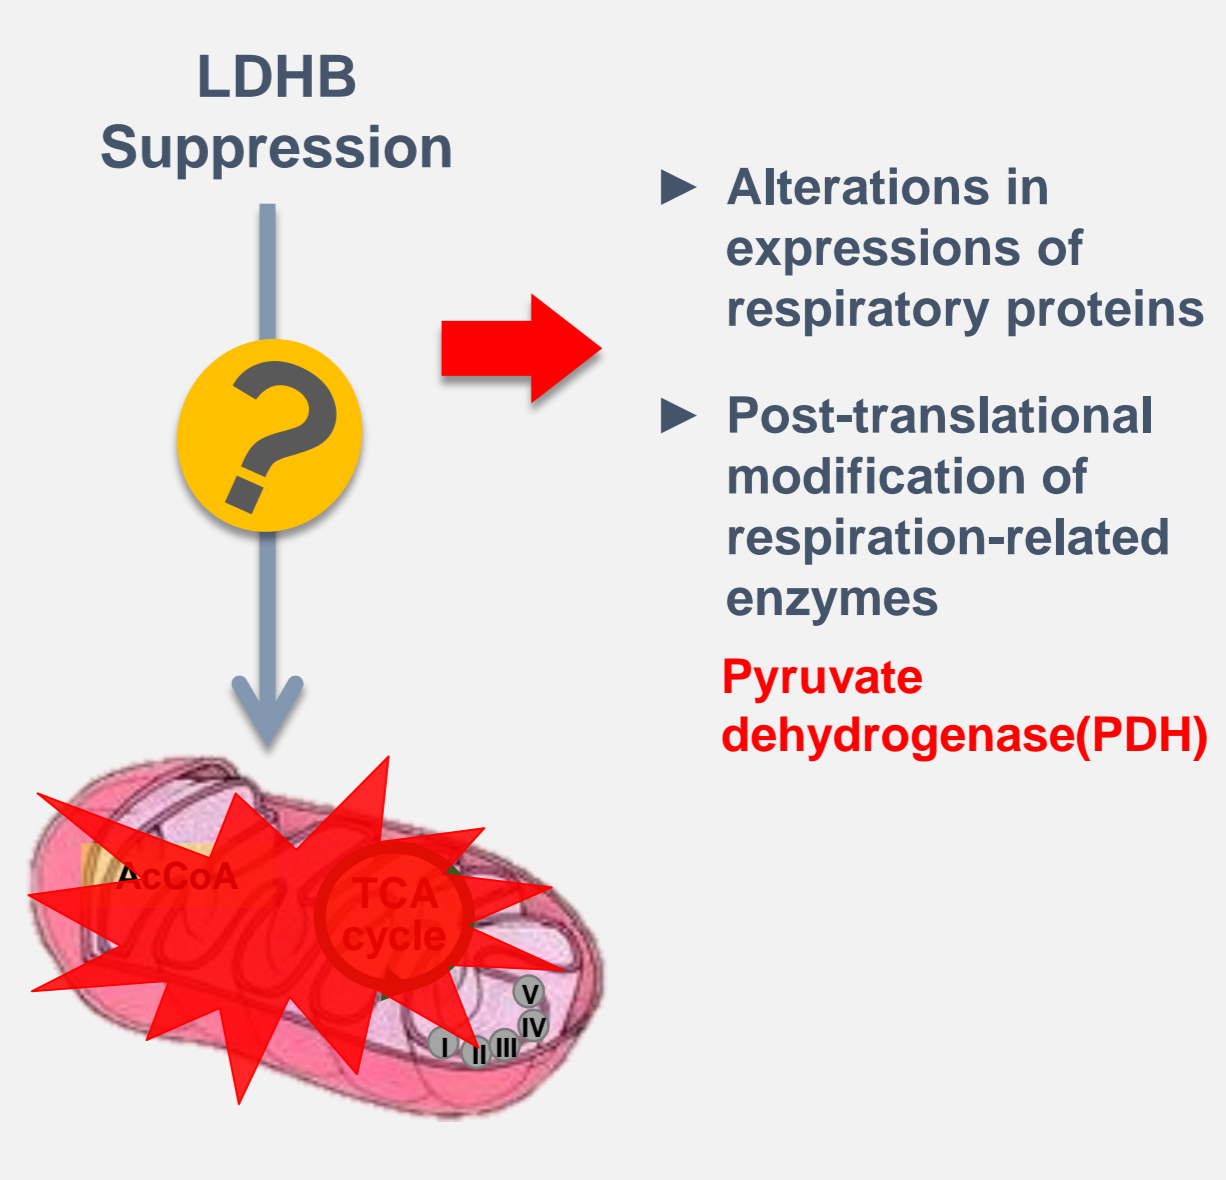 LDHB
Suppression
?
► Alterations in
expressions of
respiratory proteins
► Post-translational
modification of
respiration-related
enzymes
Pyruvate
dehydrogenase(PDH)
AcCoA
TCA
cycle
I
II
III
IV
V